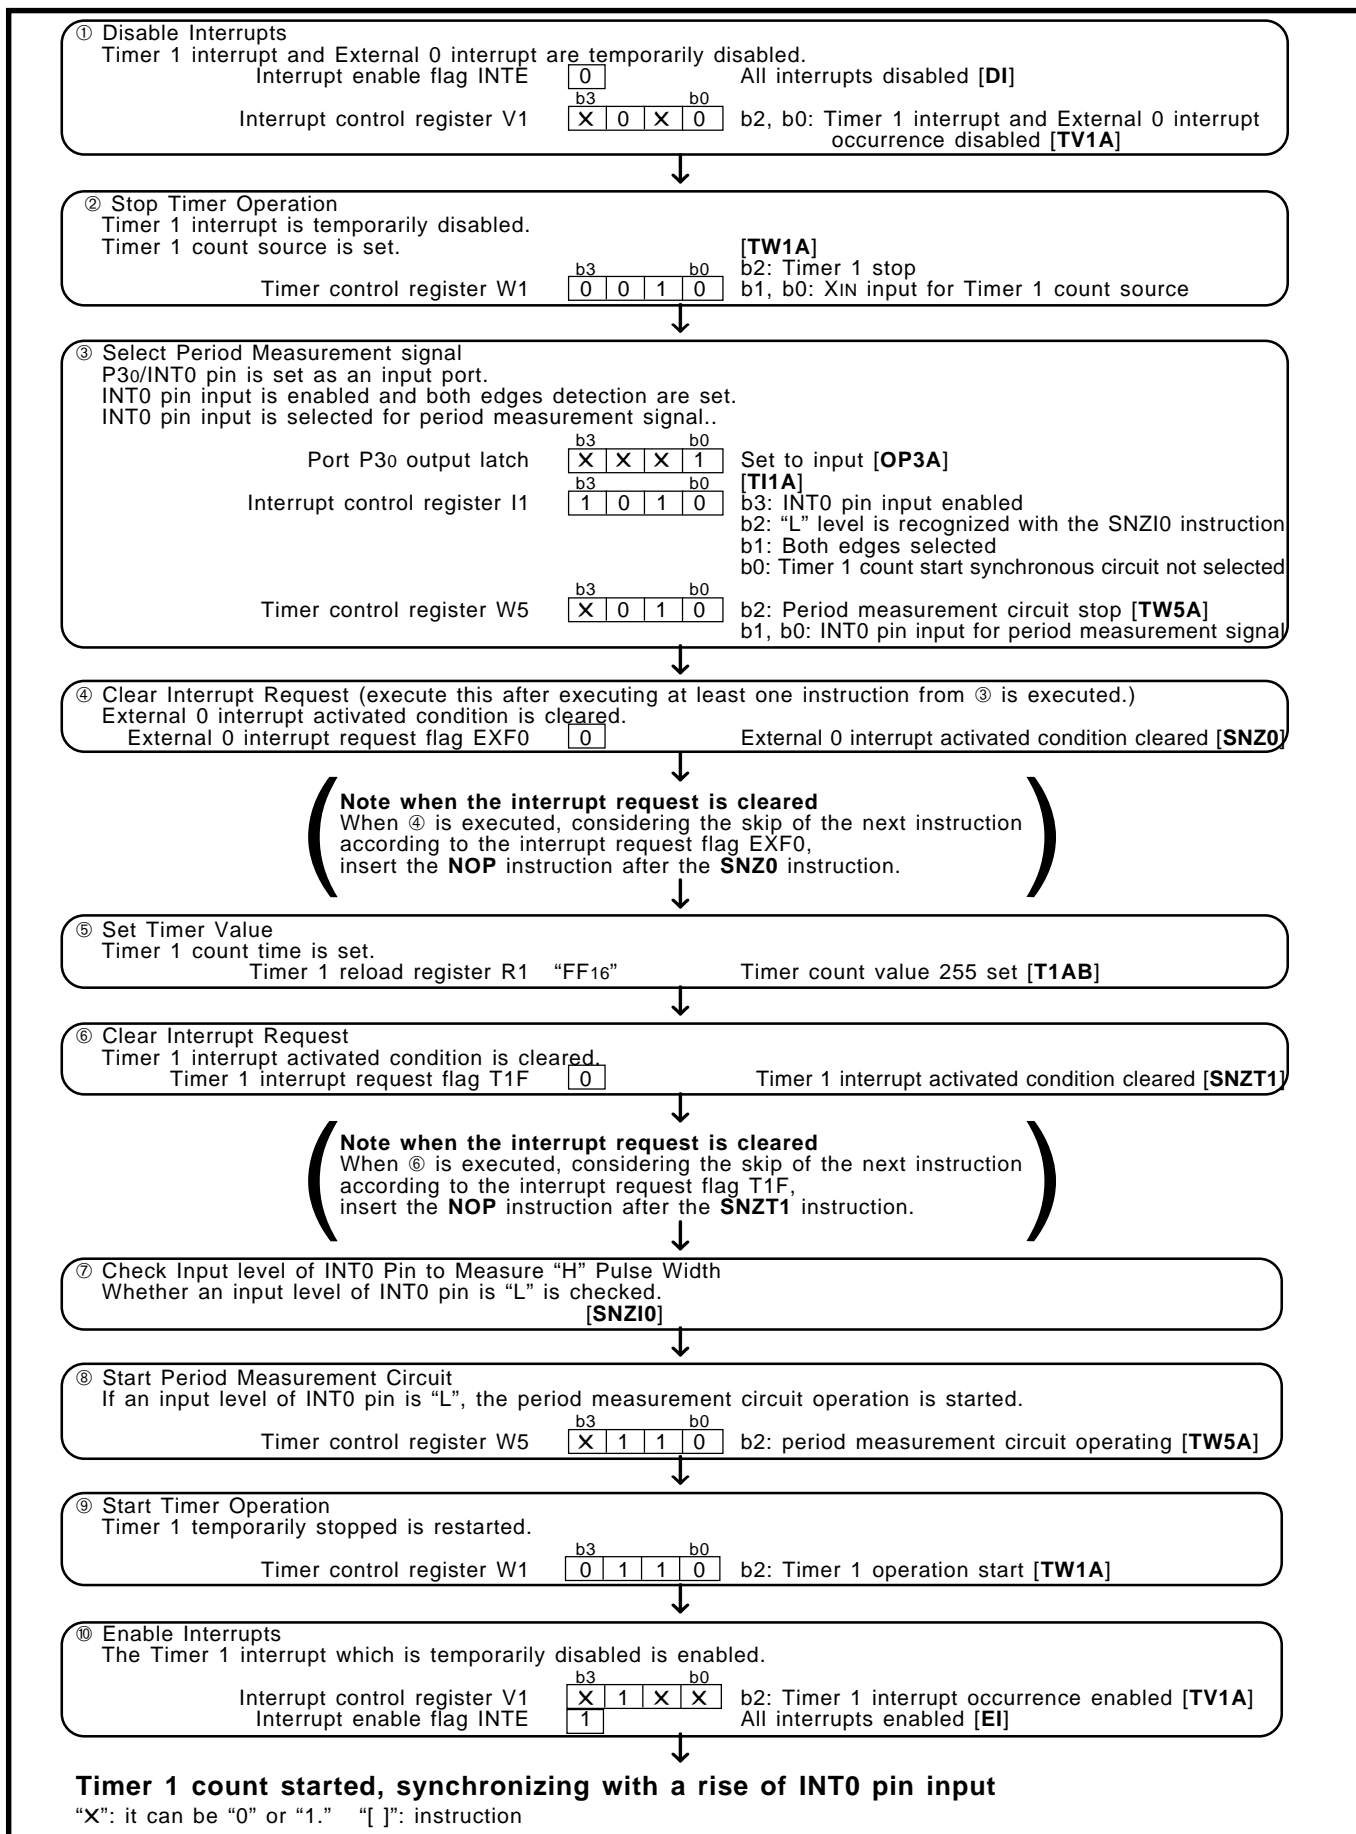 ① Disable Interrupts
Timer 1 interrupt and External 0 interrupt are temporarily disabled.
Interrupt enable flag INTE 0 All interrupts disabled [DI]
b3 b0
Interrupt control register V1 X 0 X 0 b2, b0: Timer 1 interrupt and External 0 interrupt
occurrence disabled [TV1A]
② Stop Timer Operation
Timer 1 interrupt is temporarily disabled.
Timer 1 count source is set. [TW1A]
b3 b0 b2: Timer 1 stop
Timer control register W1 0 0 1 0 b1, b0: XIN input for Timer 1 count source
③ Select Period Measurement signal
P30/INT0 pin is set as an input port.
INT0 pin input is enabled and both edges detection are set.
INT0 pin input is selected for period measurement signal..
b3 b0
Port P30 output latch X X X 1 Set to input [OP3A]
b3 b0 [TI1A]
Interrupt control register I1 1 0 1 0 b3: INT0 pin input enabled
b2: “L” level is recognized with the SNZI0 instruction
b1: Both edges selected
b0: Timer 1 count start synchronous circuit not selected
b3 b0
Timer control register W5 X 0 1 0 b2: Period measurement circuit stop [TW5A]
b1, b0: INT0 pin input for period measurement signal
④ Clear Interrupt Request (execute this after executing at least one instruction from ③ is executed.)
External 0 interrupt activated condition is cleared.
External 0 interrupt request flag EXF0 0 External 0 interrupt activated condition cleared [SNZ0]
Note when the interrupt request is cleared
When ④ is executed, considering the skip of the next instruction
according to the interrupt request flag EXF0,
insert the NOP instruction after the SNZ0 instruction.
⑤ Set Timer Value
Timer 1 count time is set.
Timer 1 reload register R1 “FF16” Timer count value 255 set [T1AB]
⑥ Clear Interrupt Request
Timer 1 interrupt activated condition is cleared.
Timer 1 interrupt request flag T1F 0 Timer 1 interrupt activated condition cleared [SNZT1]
Note when the interrupt request is cleared
When ⑥ is executed, considering the skip of the next instruction
according to the interrupt request flag T1F,
insert the NOP instruction after the SNZT1 instruction.
⑦ Check Input level of INT0 Pin to Measure “H” Pulse Width
Whether an input level of INT0 pin is “L” is checked.
[SNZI0]
⑧ Start Period Measurement Circuit
If an input level of INT0 pin is “L”, the period measurement circuit operation is started.
b3 b0
Timer control register W5 X 1 1 0 b2: period measurement circuit operating [TW5A]
⑨ Start Timer Operation
Timer 1 temporarily stopped is restarted.
b3 b0
Timer control register W1 0 1 1 0 b2: Timer 1 operation start [TW1A]
⑩ Enable Interrupts
The Timer 1 interrupt which is temporarily disabled is enabled.
b3 b0
Interrupt control register V1 X 1 X X b2: Timer 1 interrupt occurrence enabled [TV1A]
Interrupt enable flag INTE 1 All interrupts enabled [EI]
Timer 1 count started, synchronizing with a rise of INT0 pin input
“X”: it can be “0” or “1.” “[ ]”: instruction